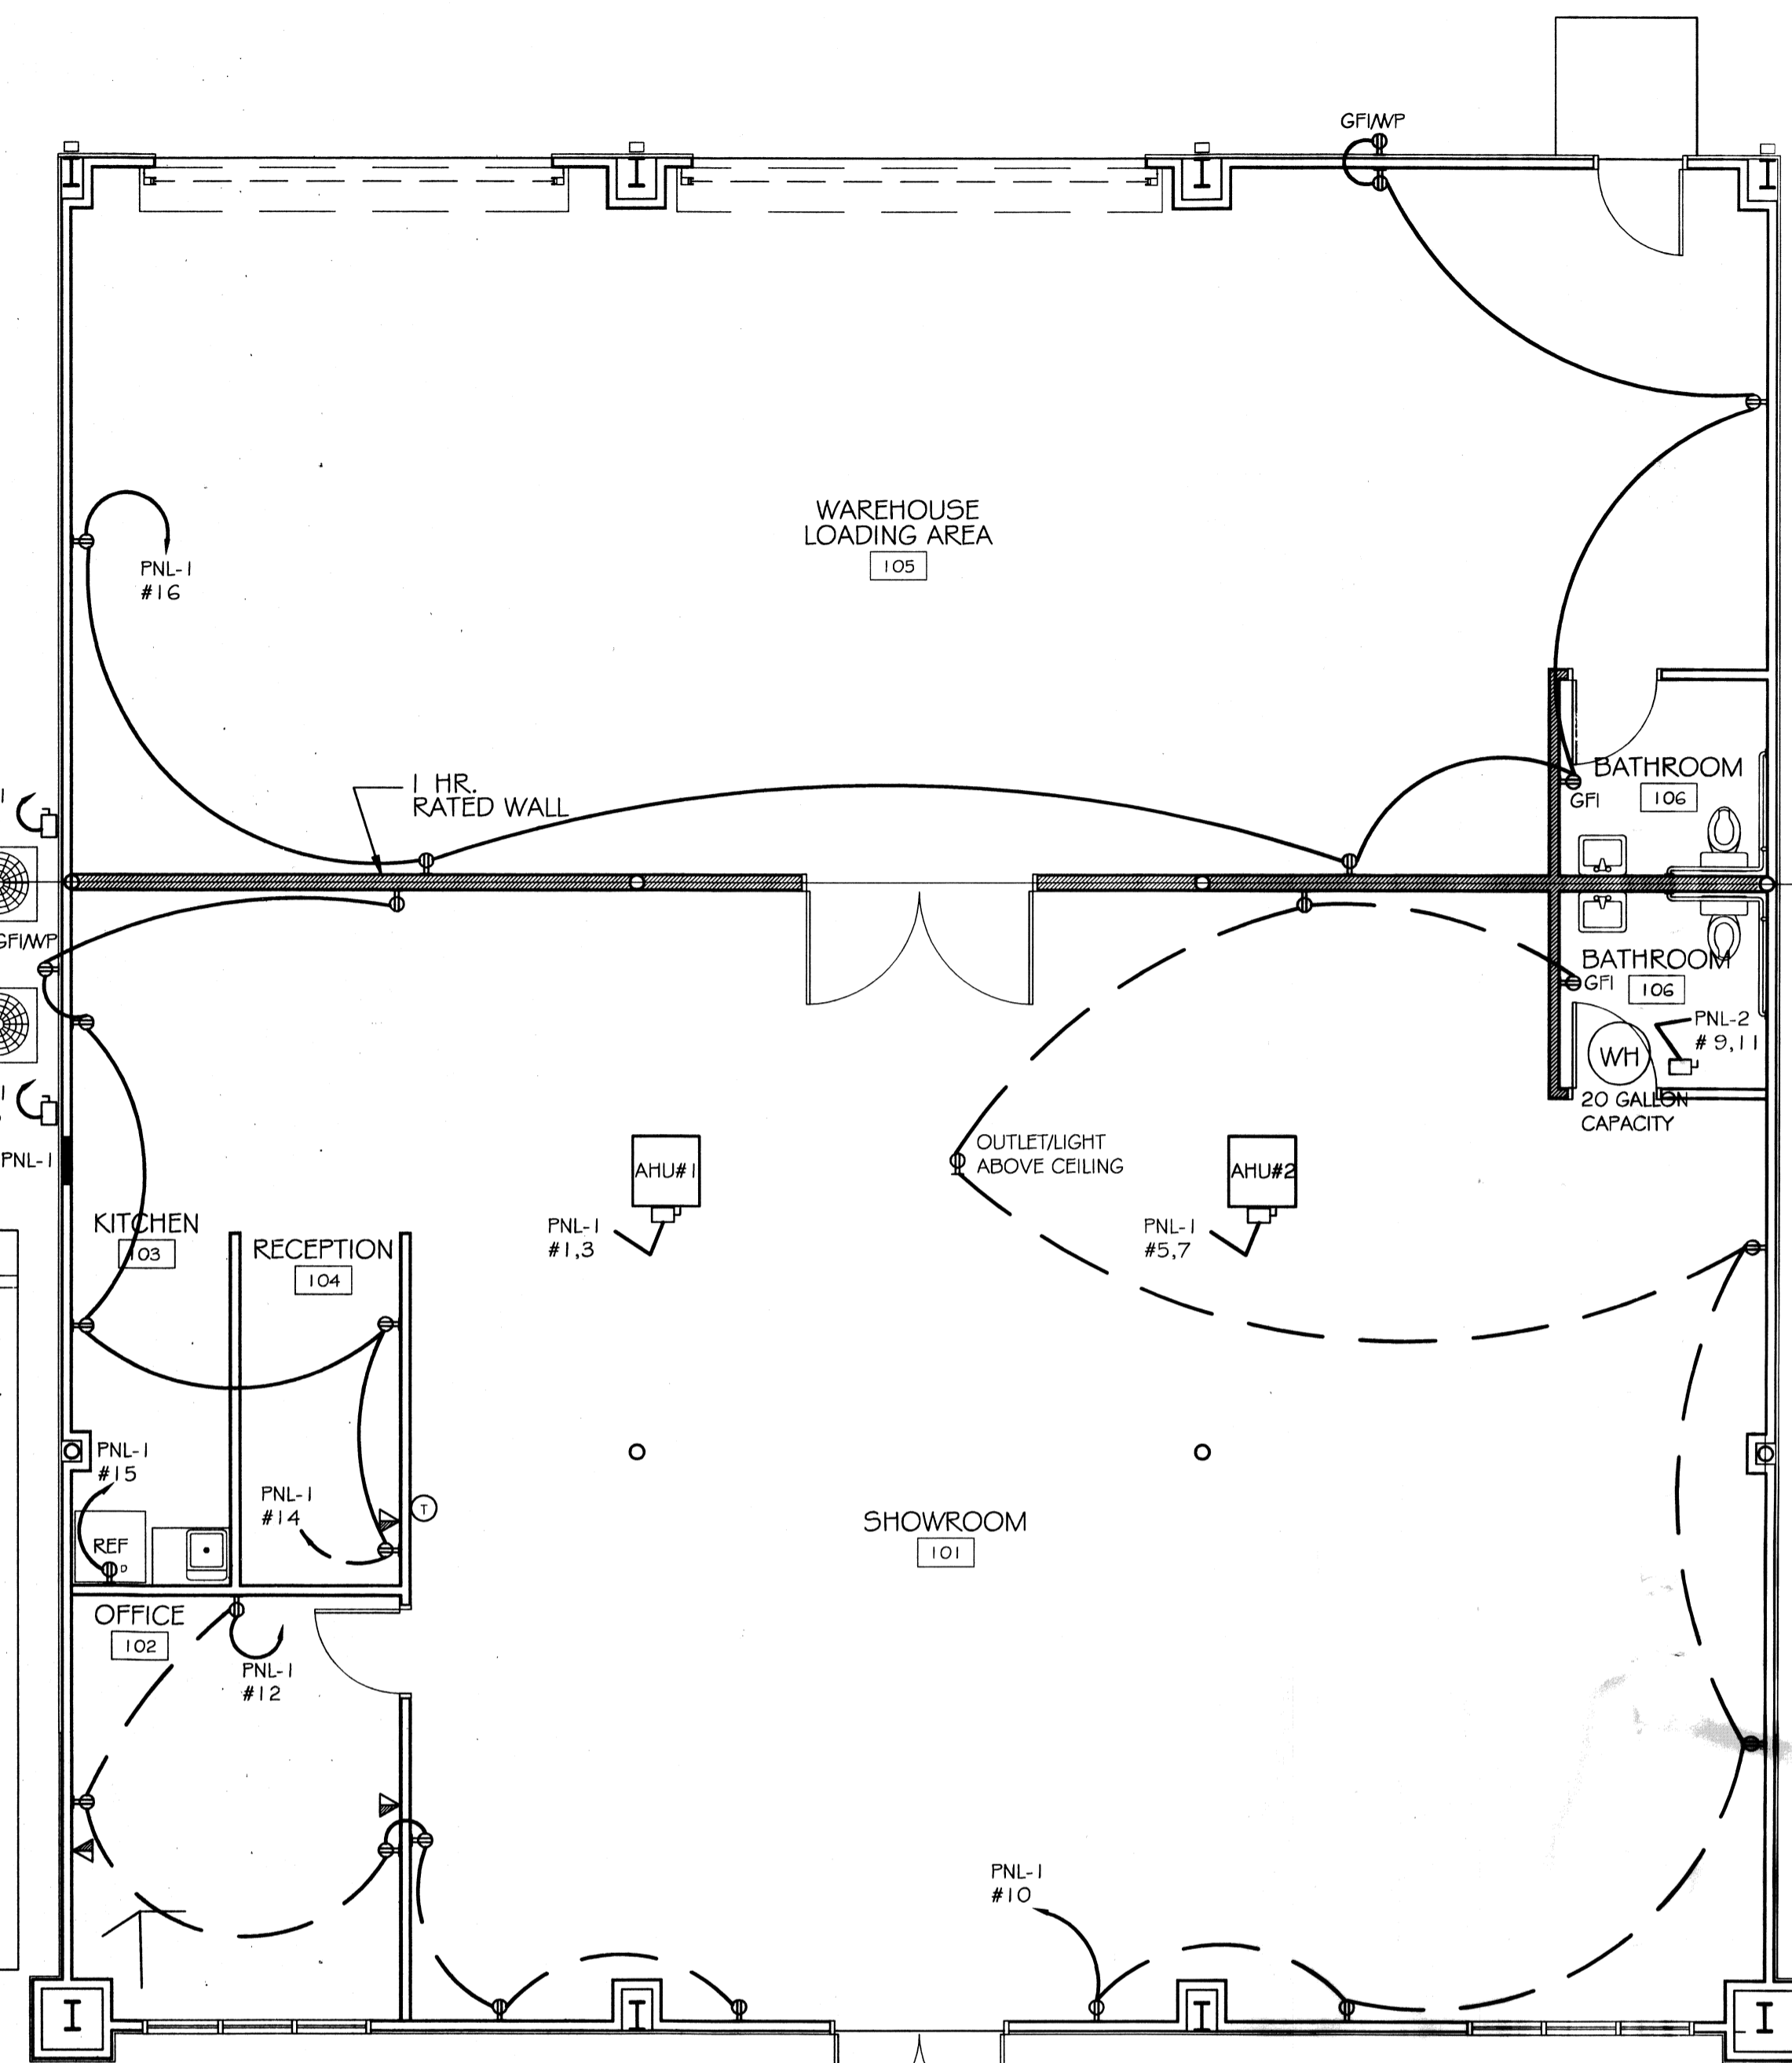 GFI/WP
WAREHOUSE
LOADING AREA
105
PNL-1
#16
1 HR.
RATED WALL
BATHROOM
106
GFI
GFI/WP
BATHROOM
106
GFI
PNL-2
# 9,11
WH
20 GALLON
CAPACITY
OUTLET/LIGHT
ABOVE CEILING
PNL-1
AHU#1
AHU#2
PNL-1
#1,3
PNL-1
#5,7
KITCHEN
103
RECEPTION
104
PNL-1
#15
PNL-1
#14
T
REF
SHOWROOM
101
OFFICE
102
PNL-1
#12
PNL-1
#10